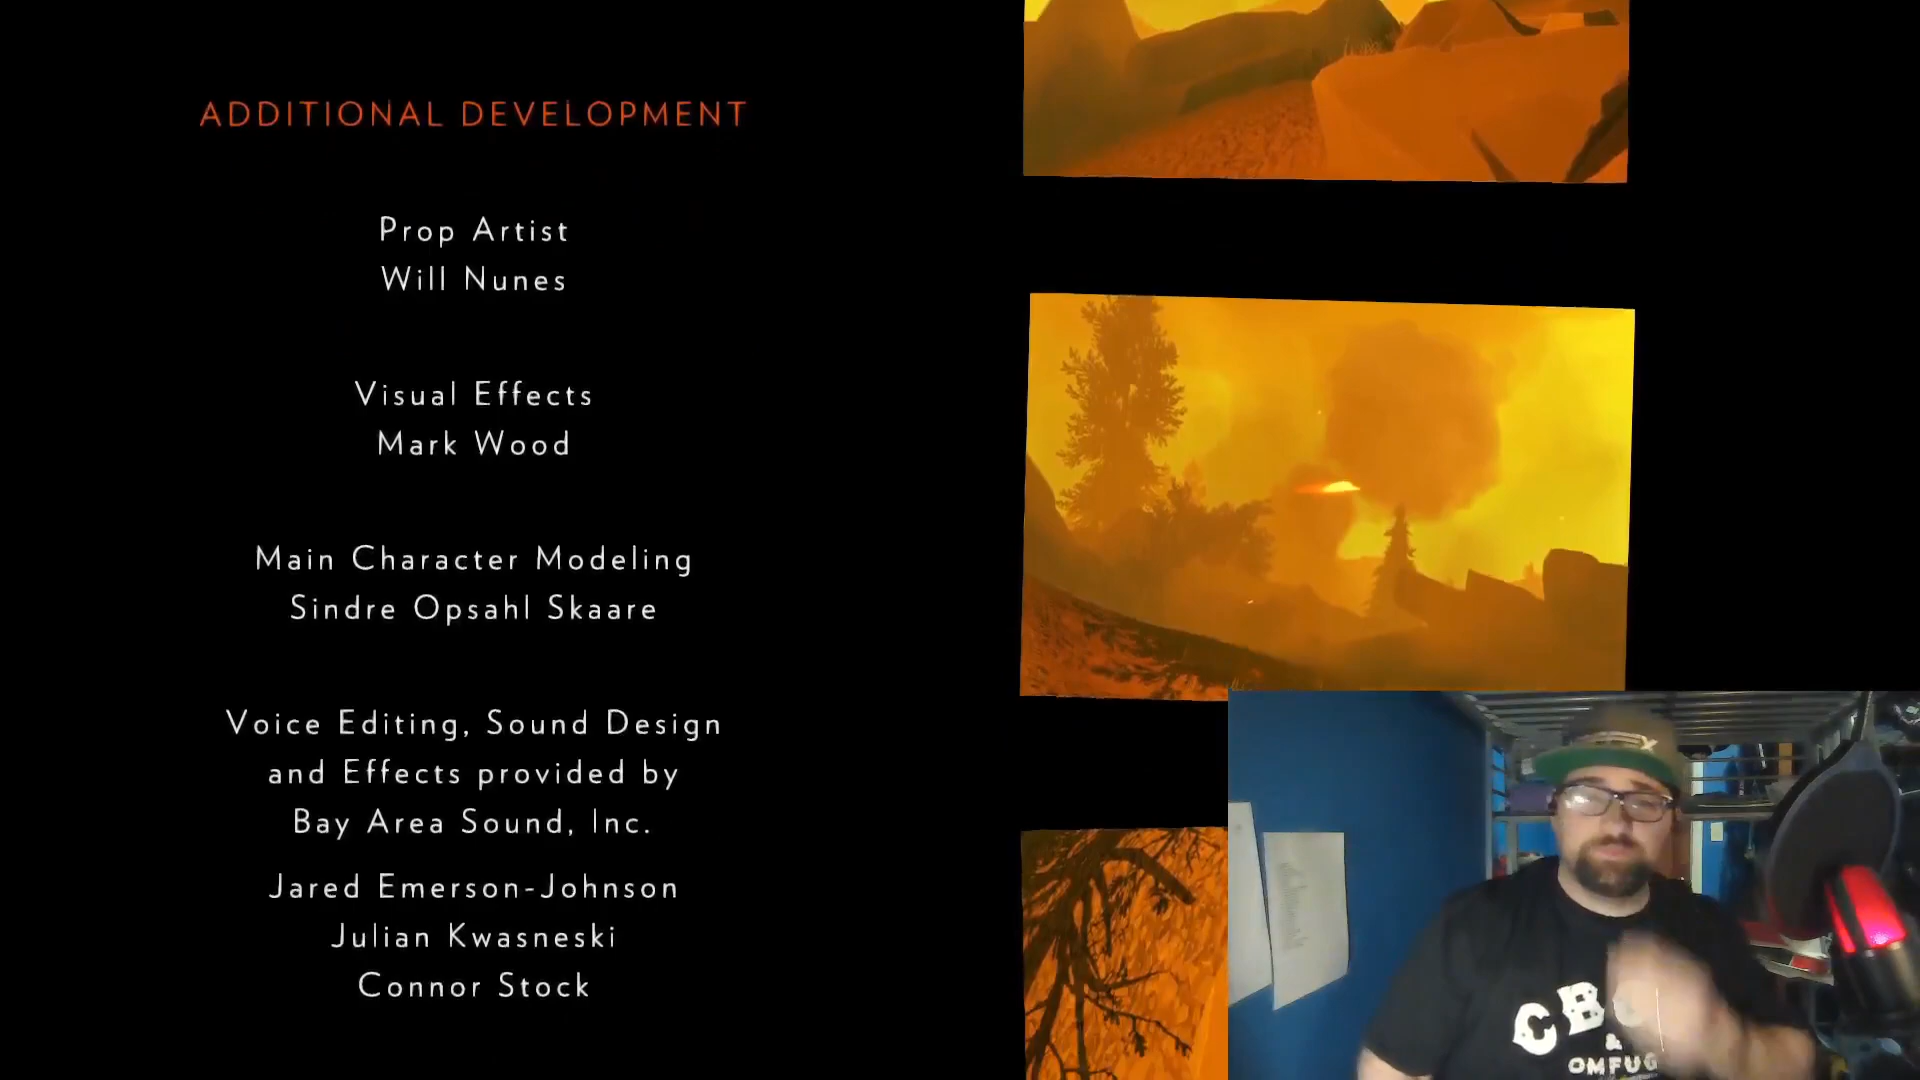 ADDITIONAL DEVELOPMENT
Prop Artist
Will Nunes
Visual Effects
Mark Wood
Main Character Modeling
Sindre Opsahl Skaare
Voice Editing, Sound Design
and Effects provided by
Bay Area Sound, Inc.
Jared Emerson-Johnson
Julian Kwasneski
Connor Stock
&
OMFUG